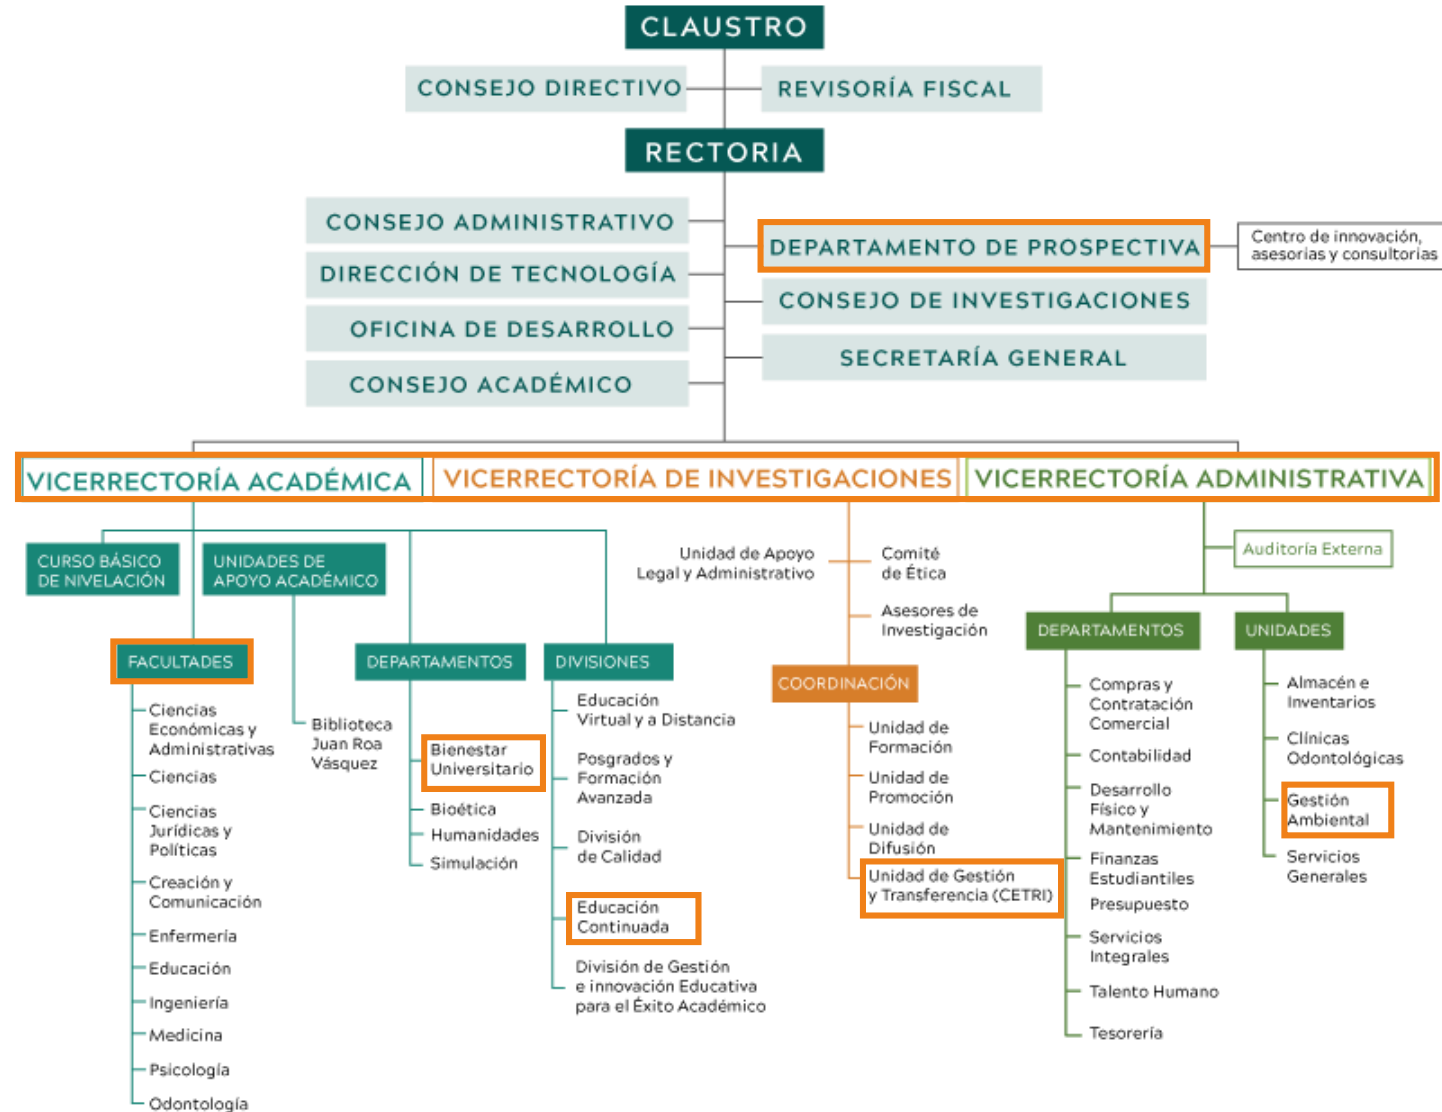 CLAUSTRO
CONSEJO DIRECTIVO
REVISORÍA FISCAL
RECTORIA
CONSEJO ADMINISTRATIVO
DIRECCIÓN DE TECNOLOGÍA
OFICINA DE DESARROLLO
CONSEJO ACADÉMICO
DEPARTAMENTO DE PROSPECTIVA
Centro de innovación,
asesorias y consultorias
CONSEJO DE INVESTIGACIONES
SECRETARÍA GENERAL
VICERRECTORÍA ACADÉMICA
VICERRECTORÍA DE INVESTIGACIONES
VICERRECTORÍA ADMINISTRATIVA
CURSO BÁSICO
DE NIVELACIÓN
UNIDADES DE
APOYO ACADÉMICO
FACULTADES
Ciencias
Económicas y
Administrativas
Ciencias
Ciencias
Jurídicas y
Políticas
Creación y
Comunicación
Enfermería
Educación
Ingeniería
Medicina
Psicología
Odontología
Biblioteca
Juan Roa
Vásquez
DEPARTAMENTOS
Bienestar
Universitario
Bioética
Humanidades
Simulación
DIVISIONES
Educación
Virtual y a Distancia
Posgrados y
Formación
Avanzada
División
de Calidad
Educación
Continuada
División de Gestión
e innovación Educativa
para el Éxito Académico
Unidad de Apoyo
Legal y Administrativo
Comité
de Ética
Asesores de
Investigación
COORDINACIÓN
Unidad de
Formación
Unidad de
Promoción
Unidad de
Difusión
Unidad de Gestión
y Transferencia (CETRI)
Auditoría Externa
DEPARTAMENTOS
Compras y
Contratación
Comercial
Contabilidad
Desarrollo
Físico y
Mantenimiento
Finanzas
Estudiantiles
Presupuesto
Servicios
Integrales
Talento Humano
Tesorería
UNIDADES
Almacén e
Inventarios
Clínicas
Odontológicas
Gestión
Ambiental
Servicios
Generales